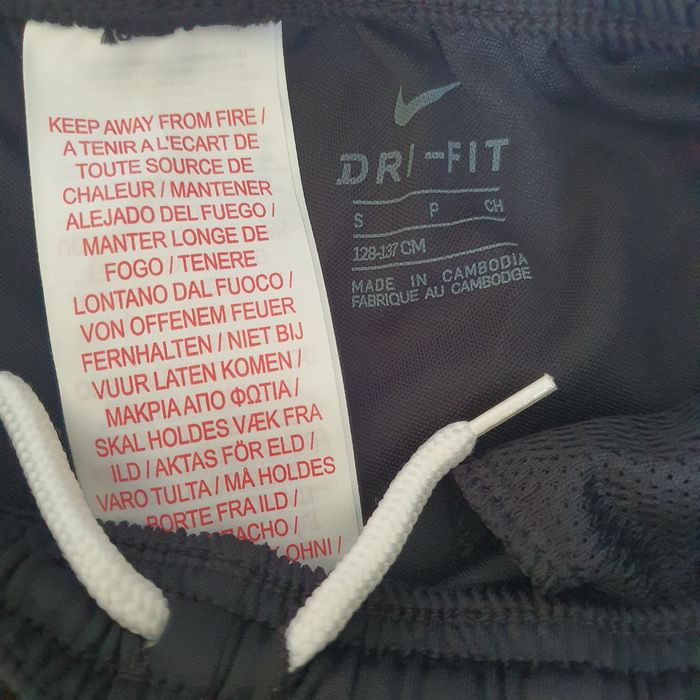 KEEP AWAY FROM FIRE /
A TENIR A L'ECART DE
TOUTE SOURCE DE
CHALEUR / MANTENER
ALEJADO DEL FUEGO /
MANTER LONGE DE
FOGO / TENERE
LONTANO DAL FUOCO /
VON OFFENEM FEUER
FERNHALTEN / NIET BIJ
VUUR LATEN KOMEN /
ΜΑΚΡΙΑ ΑΠΟ ΦΩΤΙΑ /
SKAL HOLDES VÆK FRA
ILD / AKTAS FÖR ELD /
VARO TULTA / MÅ HOLDES
BORTE FRA ILD /
OHNI /
DRI-FIT
S P CH
128-137 CM
MADE IN CAMBODIA
FABRIQUE AU CAMBODGE